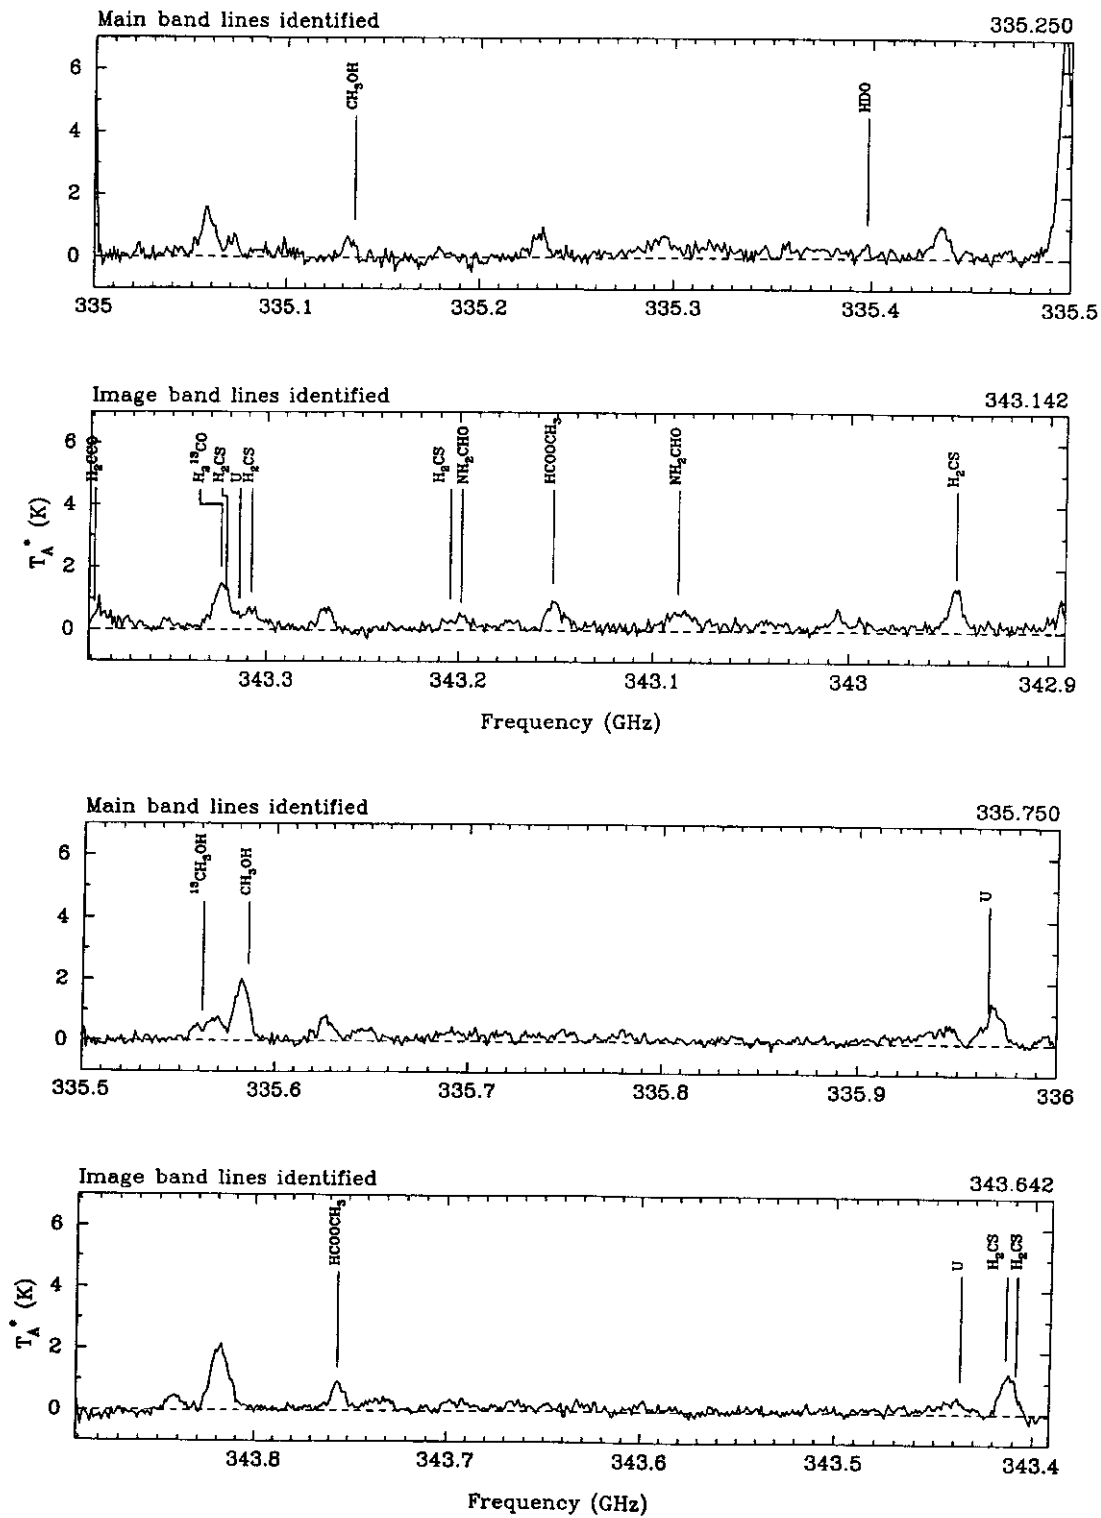 Main band lines identified 335.250
CH₃OH HDO
6
4
2
0
335 335.1 335.2 335.3 335.4 335.5
Image band lines identified 343.142
H₂CCO H₂¹³CO H₂CS U H₂CS H₂CS NH₂CHO HCOOCH₃ NH₂CHO H₂CS
6
4
2
0
T_A* (K)
343.3 343.2 343.1 343 342.9
Frequency (GHz)
Main band lines identified 335.750
¹³CH₃OH CH₃OH U
6
4
2
0
335.5 335.6 335.7 335.8 335.9 336
Image band lines identified 343.642
HCOOCH₃ U H₂CS H₂CS
6
4
2
0
T_A* (K)
343.8 343.7 343.6 343.5 343.4
Frequency (GHz)